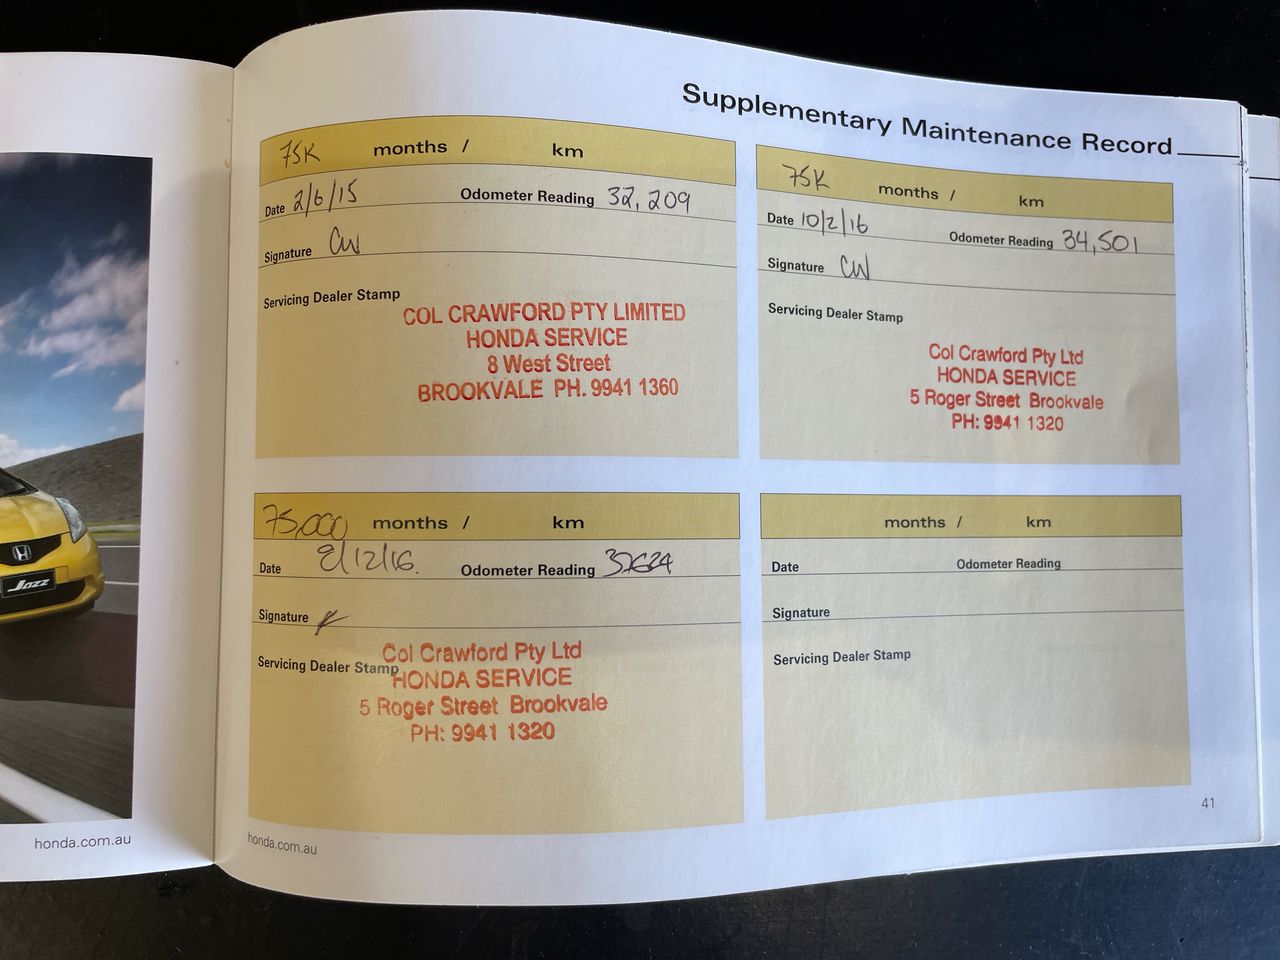 Supplementary Maintenance Record
75K months / km
Date 2/6/15 Odometer Reading 32,209
Signature CW
Servicing Dealer Stamp
COL CRAWFORD PTY LIMITED
HONDA SERVICE
8 West Street
BROOKVALE PH. 9941 1360
75K months / km
Date 10/2/16 Odometer Reading 34,501
Signature CW
Servicing Dealer Stamp
Col Crawford Pty Ltd
HONDA SERVICE
5 Roger Street Brookvale
PH: 9941 1320
75,000 months / km
Date 9/12/16. Odometer Reading 37624
Signature
Servicing Dealer Stamp
Col Crawford Pty Ltd
HONDA SERVICE
5 Roger Street Brookvale
PH: 9941 1320
months / km
Date Odometer Reading
Signature
Servicing Dealer Stamp
Jazz
honda.com.au
honda.com.au
41